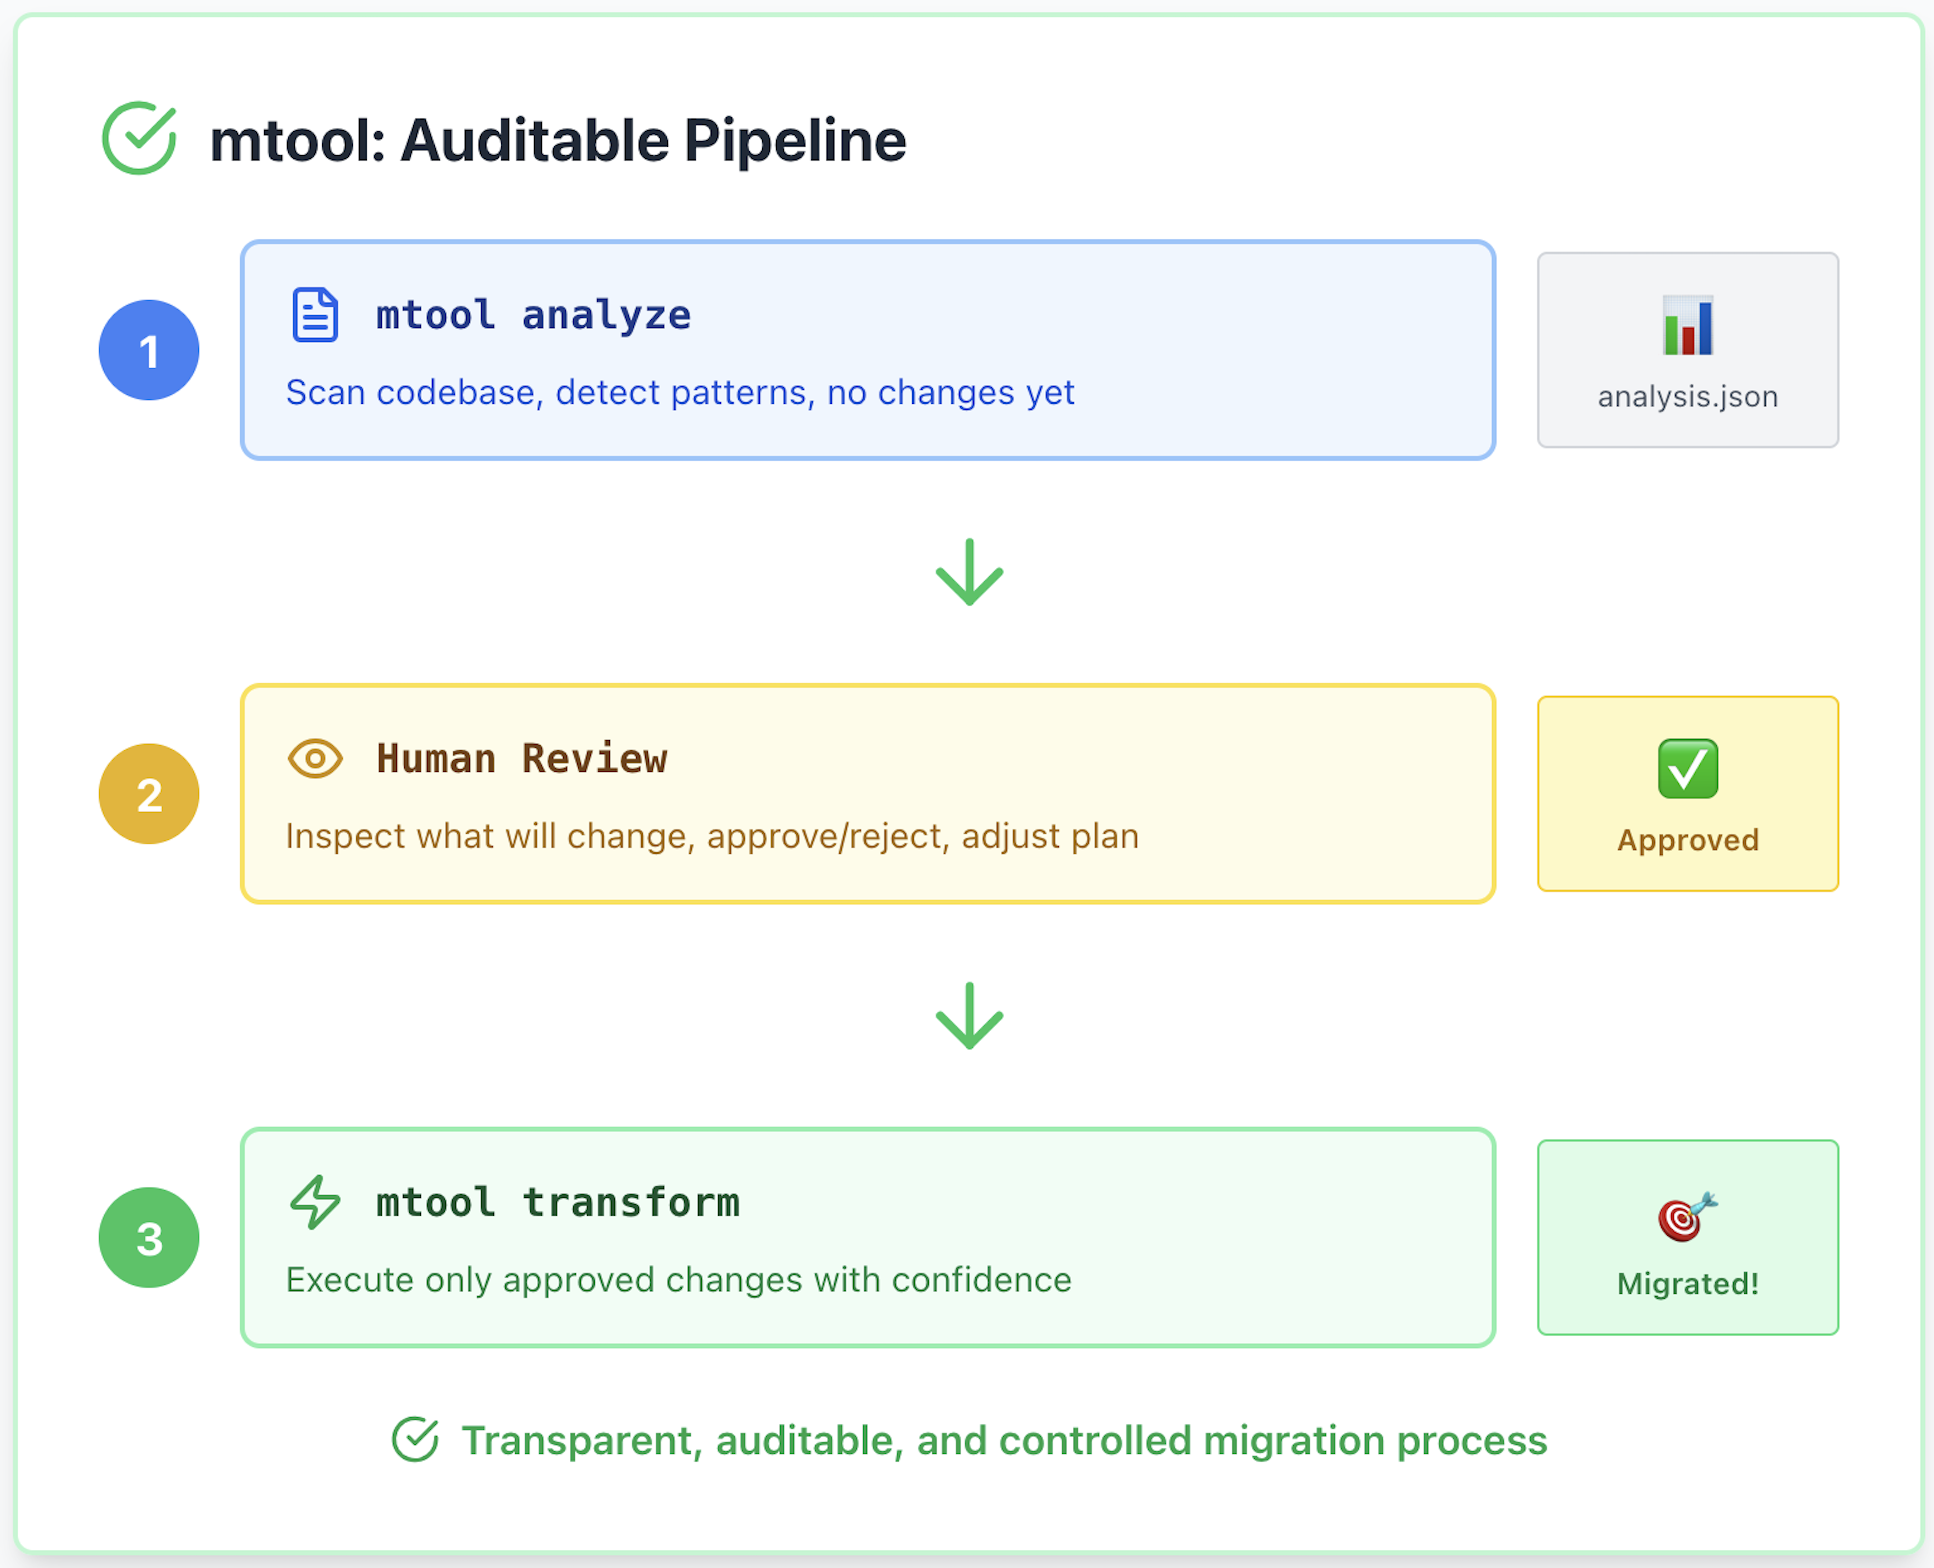 mtool: Auditable Pipeline
1
mtool analyze
Scan codebase, detect patterns, no changes yet
analysis.json
2
Human Review
Inspect what will change, approve/reject, adjust plan
Approved
3
mtool transform
Execute only approved changes with confidence
Migrated!
Transparent, auditable, and controlled migration process